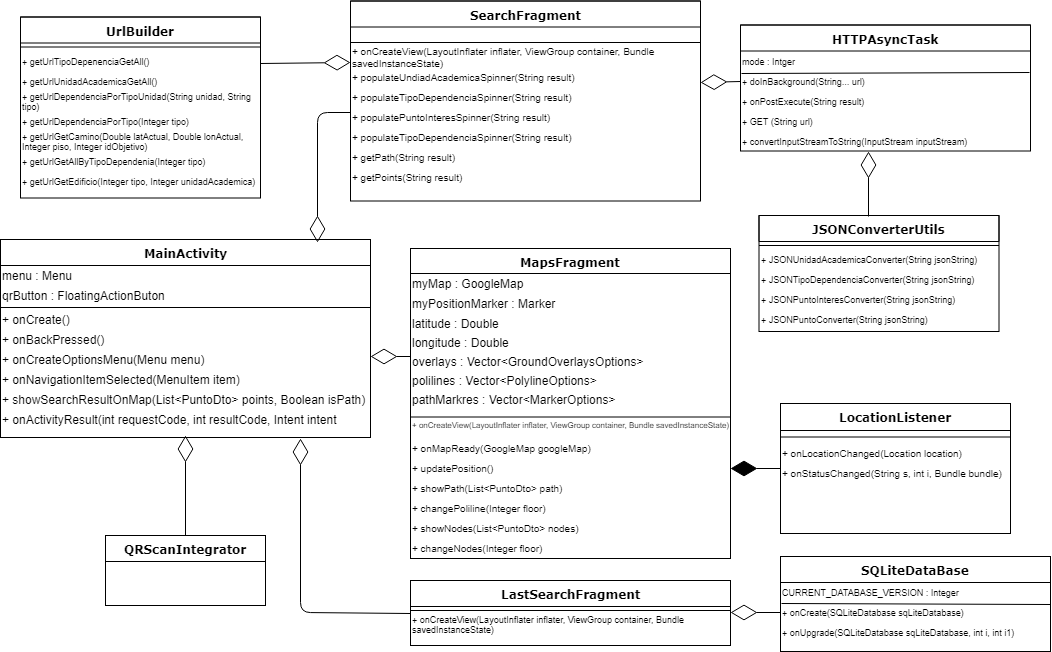 UrlBuilder
+ getUrlTipoDepenenciaGetAll()
+ getUrlUnidadAcademicaGetAll()
+ getUrlDependenciaPorTipoUnidad(String unidad, String
tipo)
+ getUrlDependenciaPorTipo(Integer tipo)
+ getUrlGetCamino(Double latActual, Double lonActual,
Integer piso, Integer idObjetivo)
+ getUrlGetAllByTipoDependenia(Integer tipo)
+ getUrlGetEdificio(Integer tipo, Integer unidadAcademica)
SearchFragment
+ onCreateView(LayoutInflater inflater, ViewGroup container, Bundle
savedInstanceState)
+ populateUndiadAcademicaSpinner(String result)
+ populateTipoDependenciaSpinner(String result)
+ populatePuntoInteresSpinner(String result)
+ populateTipoDependenciaSpinner(String result)
+ getPath(String result)
+ getPoints(String result)
HTTPAsyncTask
mode : Intger
+ doInBackground(String... url)
+ onPostExecute(String result)
+ GET (String url)
+ convertInputStreamToString(InputStream inputStream)
JSONConverterUtils
+ JSONUnidadAcademicaConverter(String jsonString)
+ JSONTipoDependenciaConverter(String jsonString)
+ JSONPuntoInteresConverter(String jsonString)
+ JSONPuntoConverter(String jsonString)
MainActivity
menu : Menu
qrButton : FloatingActionButon
+ onCreate()
+ onBackPressed()
+ onCreateOptionsMenu(Menu menu)
+ onNavigationItemSelected(MenuItem item)
+ showSearchResultOnMap(List<PuntoDto> points, Boolean isPath)
+ onActivityResult(int requestCode, int resultCode, Intent intent
MapsFragment
myMap : GoogleMap
myPositionMarker : Marker
latitude : Double
longitude : Double
overlays : Vector<GroundOverlaysOptions>
polilines : Vector<PolylineOptions>
pathMarkres : Vector<MarkerOptions>
+ onCreateView(LayoutInflater inflater, ViewGroup container, Bundle savedInstanceState)
+ onMapReady(GoogleMap googleMap)
+ updatePosition()
+ showPath(List<PuntoDto> path)
+ changePoliline(Integer floor)
+ showNodes(List<PuntoDto> nodes)
+ changeNodes(Integer floor)
LocationListener
+ onLocationChanged(Location location)
+ onStatusChanged(String s, int i, Bundle bundle)
QRScanIntegrator
LastSearchFragment
+ onCreateView(LayoutInflater inflater, ViewGroup container, Bundle
savedInstanceState)
SQLiteDataBase
CURRENT_DATABASE_VERSION : Integer
+ onCreate(SQLiteDatabase sqLiteDatabase)
+ onUpgrade(SQLiteDatabase sqLiteDatabase, int i, int i1)